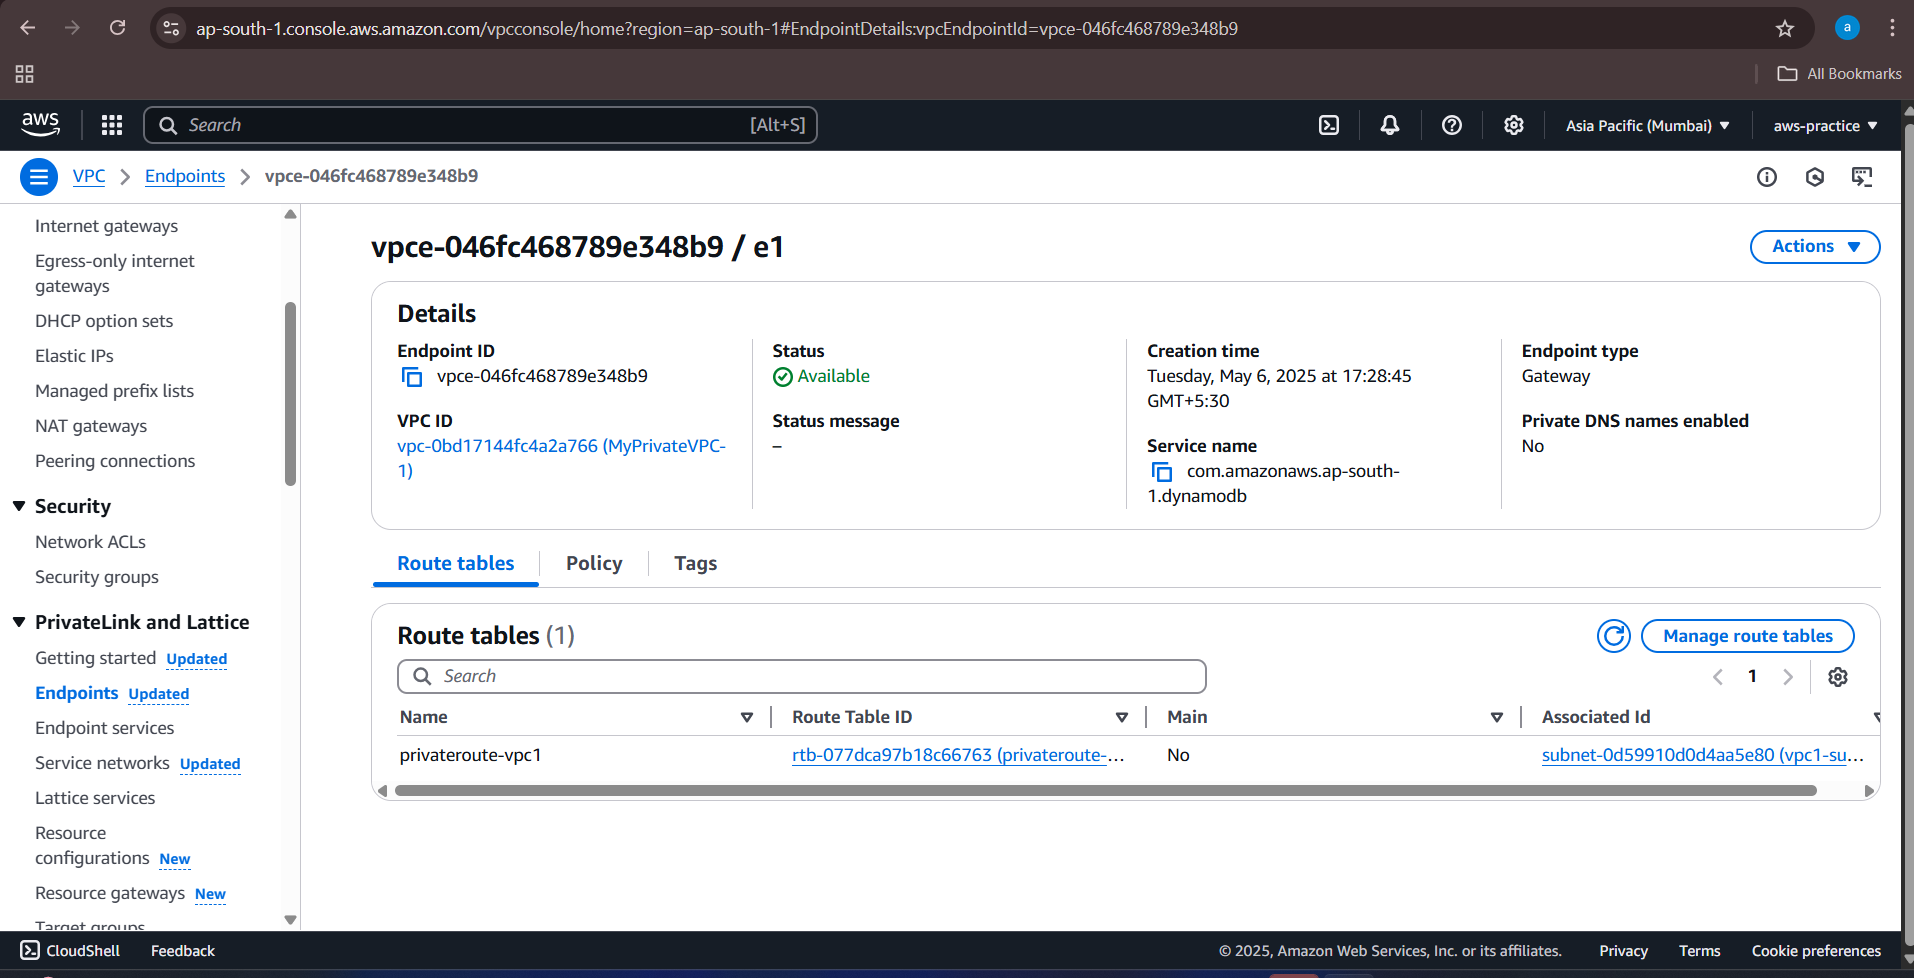 ap-south-1.console.aws.amazon.com/vpcconsole/home?region=ap-south-1#EndpointDetails:vpcEndpointId=vpce-046fc468789e348b9
a
All Bookmarks
aws
Search
[Alt+S]
Asia Pacific (Mumbai)
aws-practice
VPC
Endpoints
vpce-046fc468789e348b9
Internet gateways
Egress-only internet
gateways
DHCP option sets
Elastic IPs
Managed prefix lists
NAT gateways
Peering connections
Security
Network ACLs
Security groups
PrivateLink and Lattice
Getting started Updated
Endpoints Updated
Endpoint services
Service networks Updated
Lattice services
Resource
configurations New
Resource gateways New
Target groups
vpce-046fc468789e348b9 / e1
Actions
Details
Endpoint ID
vpce-046fc468789e348b9
VPC ID
vpc-0bd17144fc4a2a766 (MyPrivateVPC-
1)
Status
Available
Status message
–
Creation time
Tuesday, May 6, 2025 at 17:28:45
GMT+5:30
Service name
com.amazonaws.ap-south-
1.dynamodb
Endpoint type
Gateway
Private DNS names enabled
No
Route tables
Policy
Tags
Route tables (1)
Manage route tables
Search
1
Name
Route Table ID
Main
Associated Id
privateroute-vpc1
rtb-077dca97b18c66763 (privateroute-...
No
subnet-0d59910d0d4aa5e80 (vpc1-su...
CloudShell
Feedback
© 2025, Amazon Web Services, Inc. or its affiliates.
Privacy
Terms
Cookie preferences